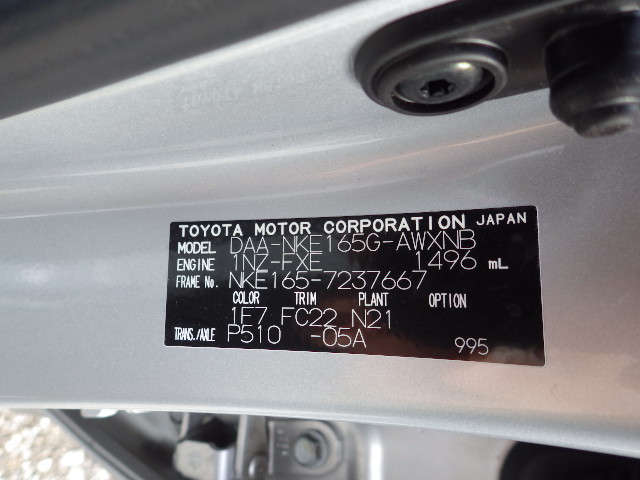 TOYOTA MOTOR CORPORATION JAPAN
MODEL DAA-NKE165G-AWXNB
ENGINE 1NZ-FXE 1496 mL
FRAME No. NKE165-7237667
COLOR TRIM PLANT OPTION
1F7 FC22 N21
TRANS./AXLE P510 -05A
995